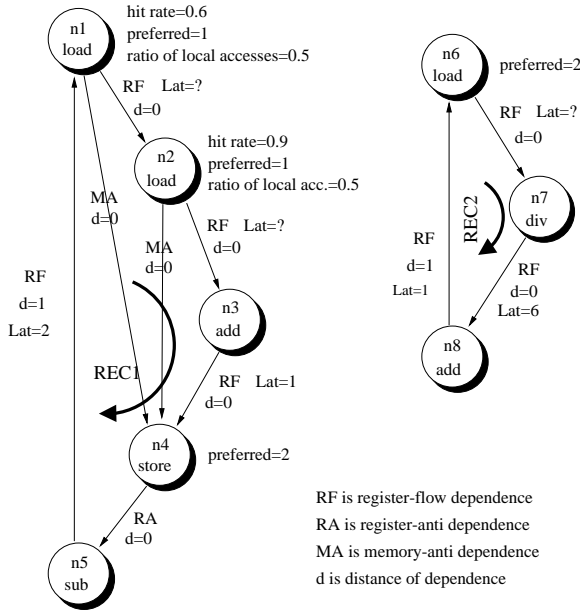 hit rate=0.6
preferred=1
ratio of local accesses=0.5
n1
load
RF Lat=?
d=0
hit rate=0.9
preferred=1
ratio of local acc.=0.5
n2
load
MA
d=0
MA
d=0
RF Lat=?
d=0
RF
d=1
Lat=2
n3
add
REC1
RF Lat=1
d=0
n4
store
preferred=2
RA
d=0
n5
sub
n6
load
preferred=2
RF Lat=?
d=0
REC2
n7
div
RF
d=1
Lat=1
RF
d=0
Lat=6
n8
add
RF is register-flow dependence
RA is register-anti dependence
MA is memory-anti dependence
d is distance of dependence